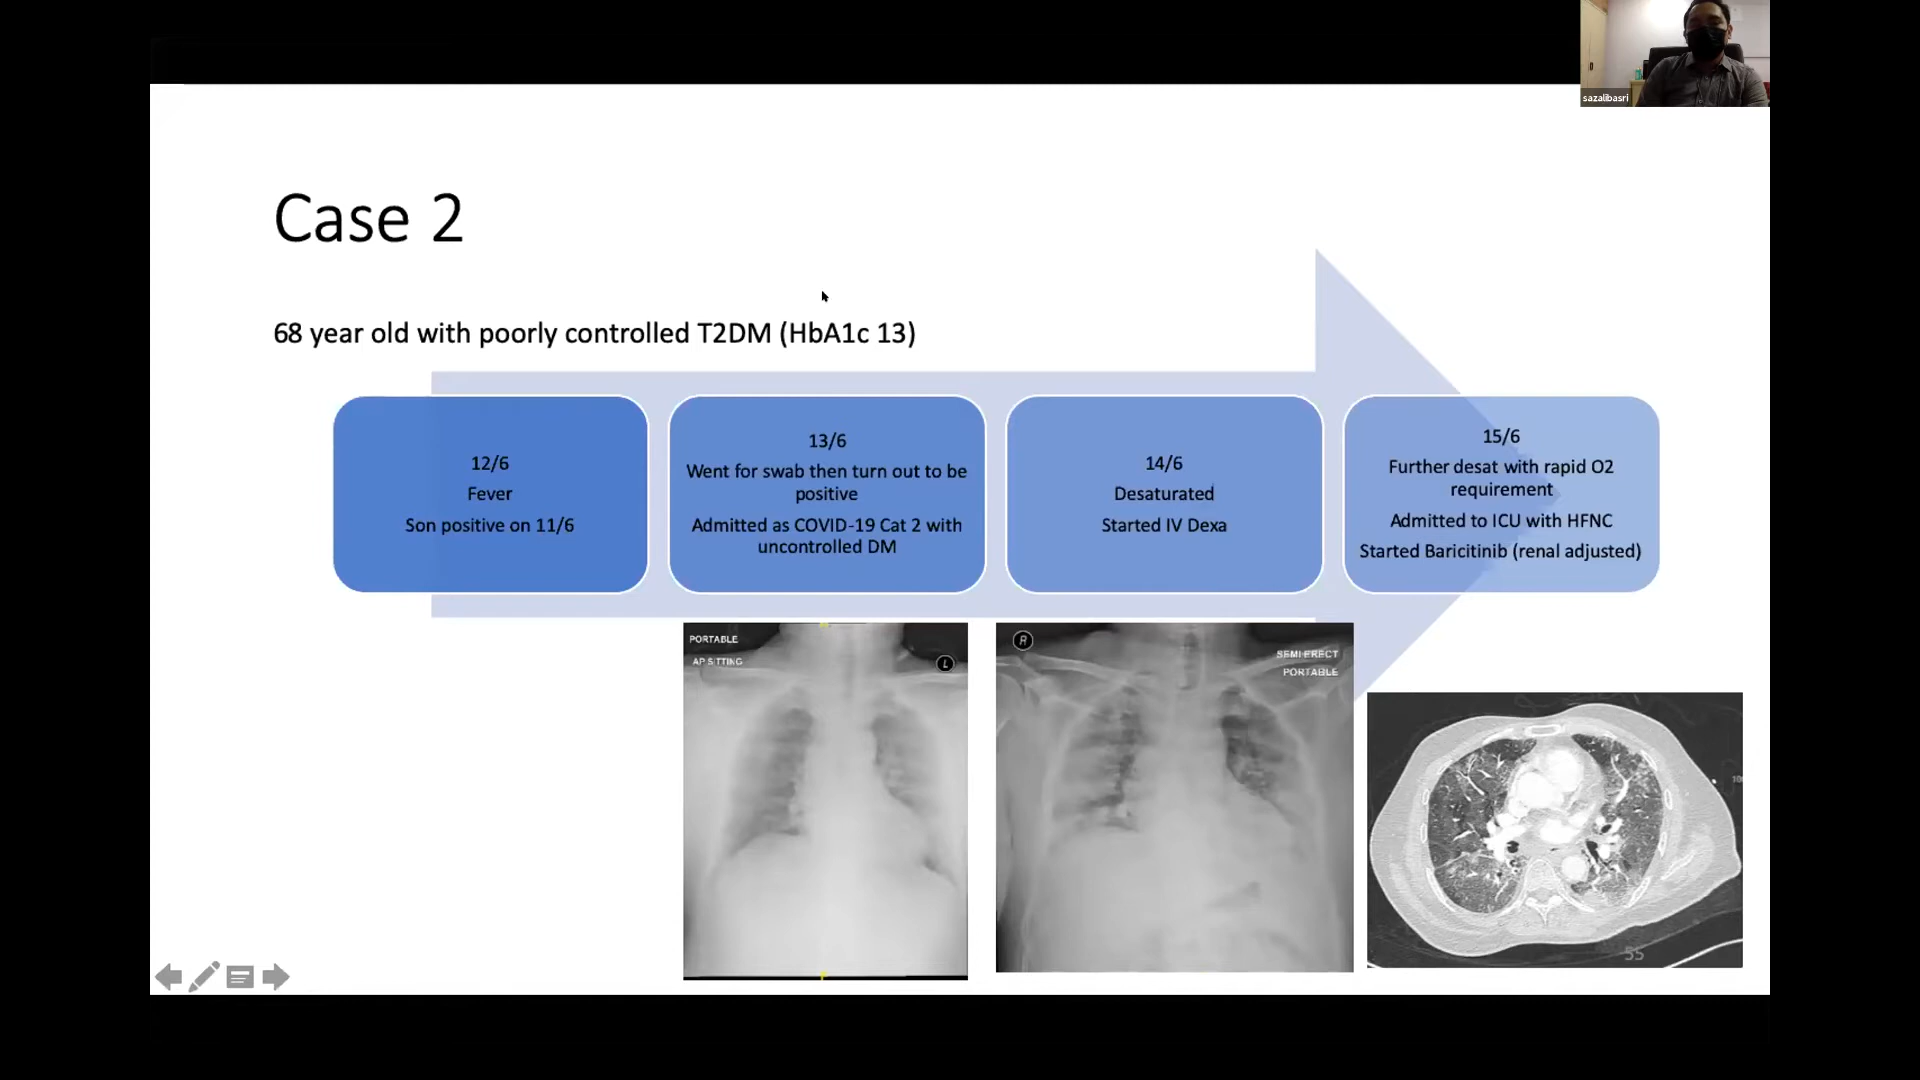 sazalibasri
Case 2
68 year old with poorly controlled T2DM (HbA1c 13)
12/6
Fever
Son positive on 11/6
13/6
Went for swab then turn out to be
positive
Admitted as COVID-19 Cat 2 with
uncontrolled DM
14/6
Desaturated
Started IV Dexa
15/6
Further desat with rapid O2
requirement
Admitted to ICU with HFNC
Started Baricitinib (renal adjusted)
PORTABLE
AP SITTING
L
R
SEMI ERECT
PORTABLE
55